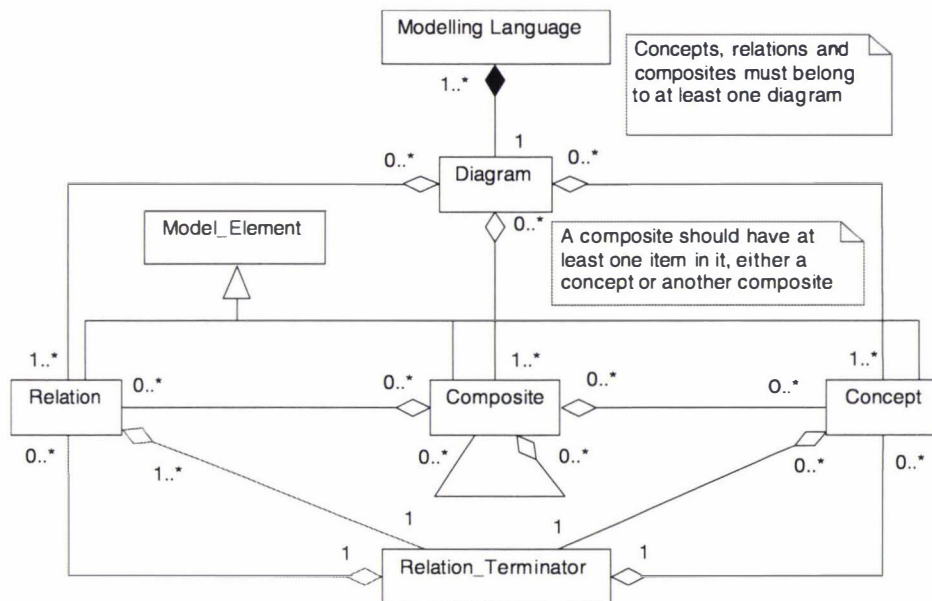 Modelling Language
Concepts, relations and
composites must belong
to at least one diagram
1..*
1
0..*
0..*
Diagram
0..*
Model_Element
A composite should have at
least one item in it, either a
concept or another composite
1..*
1..*
1..*
Relation
0..*
0..*
Composite
0..*
0..*
Concept
0..*
1..*
0..*
0..*
0..*
0..*
1
1
1
Relation_Terminator
1